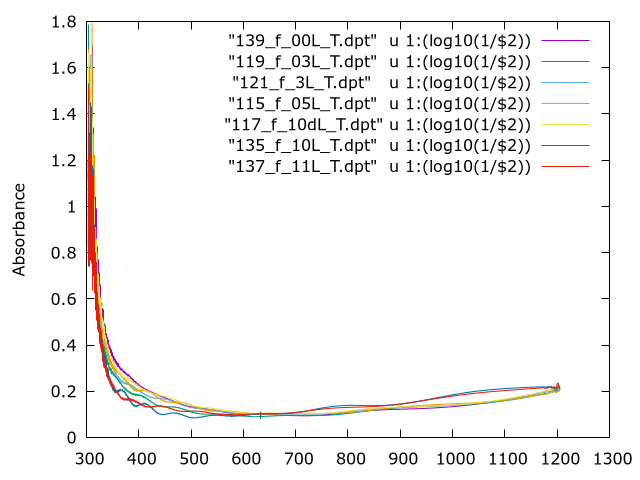 1.8
"139_f_00L_T.dpt" u 1:(log10(1/$2))
"119_f_03L_T.dpt" u 1:(log10(1/$2))
1.6
"121_f_3L_T.dpt" u 1:(log10(1/$2))
"115_f_05L_T.dpt" u 1:(log10(1/$2))
1.4
"117_f_10dL_T.dpt" u 1:(log10(1/$2))
"135_f_10L_T.dpt" u 1:(log10(1/$2))
1.2
"137_f_11L_T.dpt" u 1:(log10(1/$2))
1
Absorbance
0.8
0.6
0.4
0.2
0
300 400 500 600 700 800 900 1000 1100 1200 1300